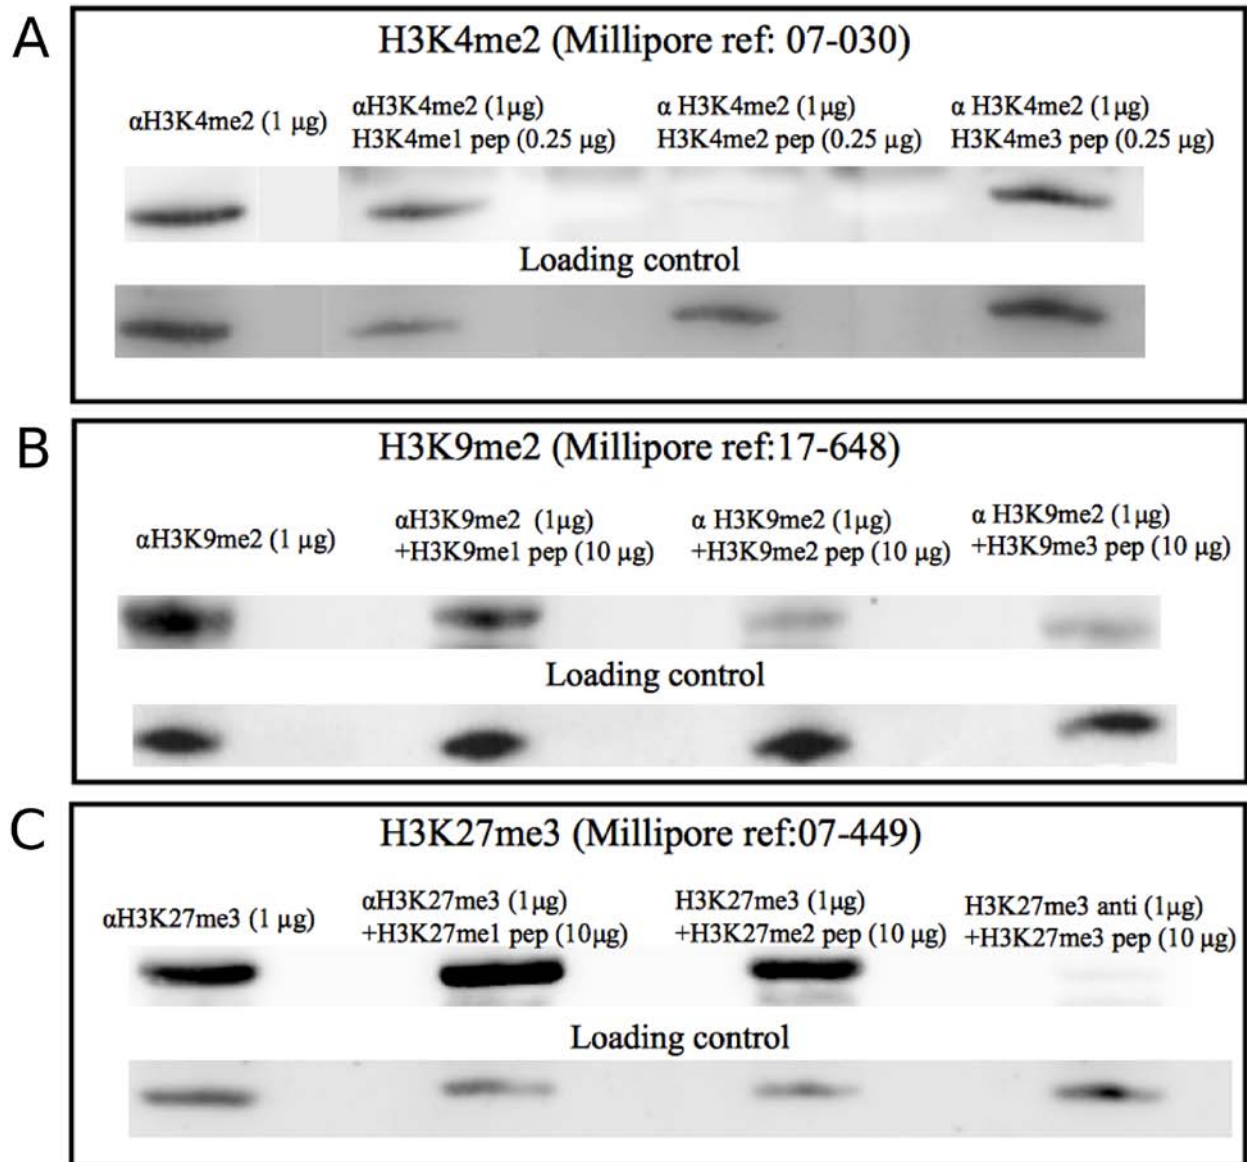 A
H3K4me2 (Millipore ref: 07-030)
αH3K4me2 (1 μg)
αH3K4me2 (1μg)
H3K4me1 pep (0.25 μg)
α H3K4me2 (1μg)
H3K4me2 pep (0.25 μg)
α H3K4me2 (1μg)
H3K4me3 pep (0.25 μg)
Loading control
B
H3K9me2 (Millipore ref:17-648)
αH3K9me2 (1 μg)
αH3K9me2 (1μg)
+H3K9me1 pep (10 μg)
α H3K9me2 (1μg)
+H3K9me2 pep (10 μg)
α H3K9me2 (1μg)
+H3K9me3 pep (10 μg)
Loading control
C
H3K27me3 (Millipore ref:07-449)
αH3K27me3 (1 μg)
αH3K27me3 (1μg)
+H3K27me1 pep (10μg)
H3K27me3 (1μg)
+H3K27me2 pep (10 μg)
H3K27me3 anti (1μg)
+H3K27me3 pep (10 μg)
Loading control